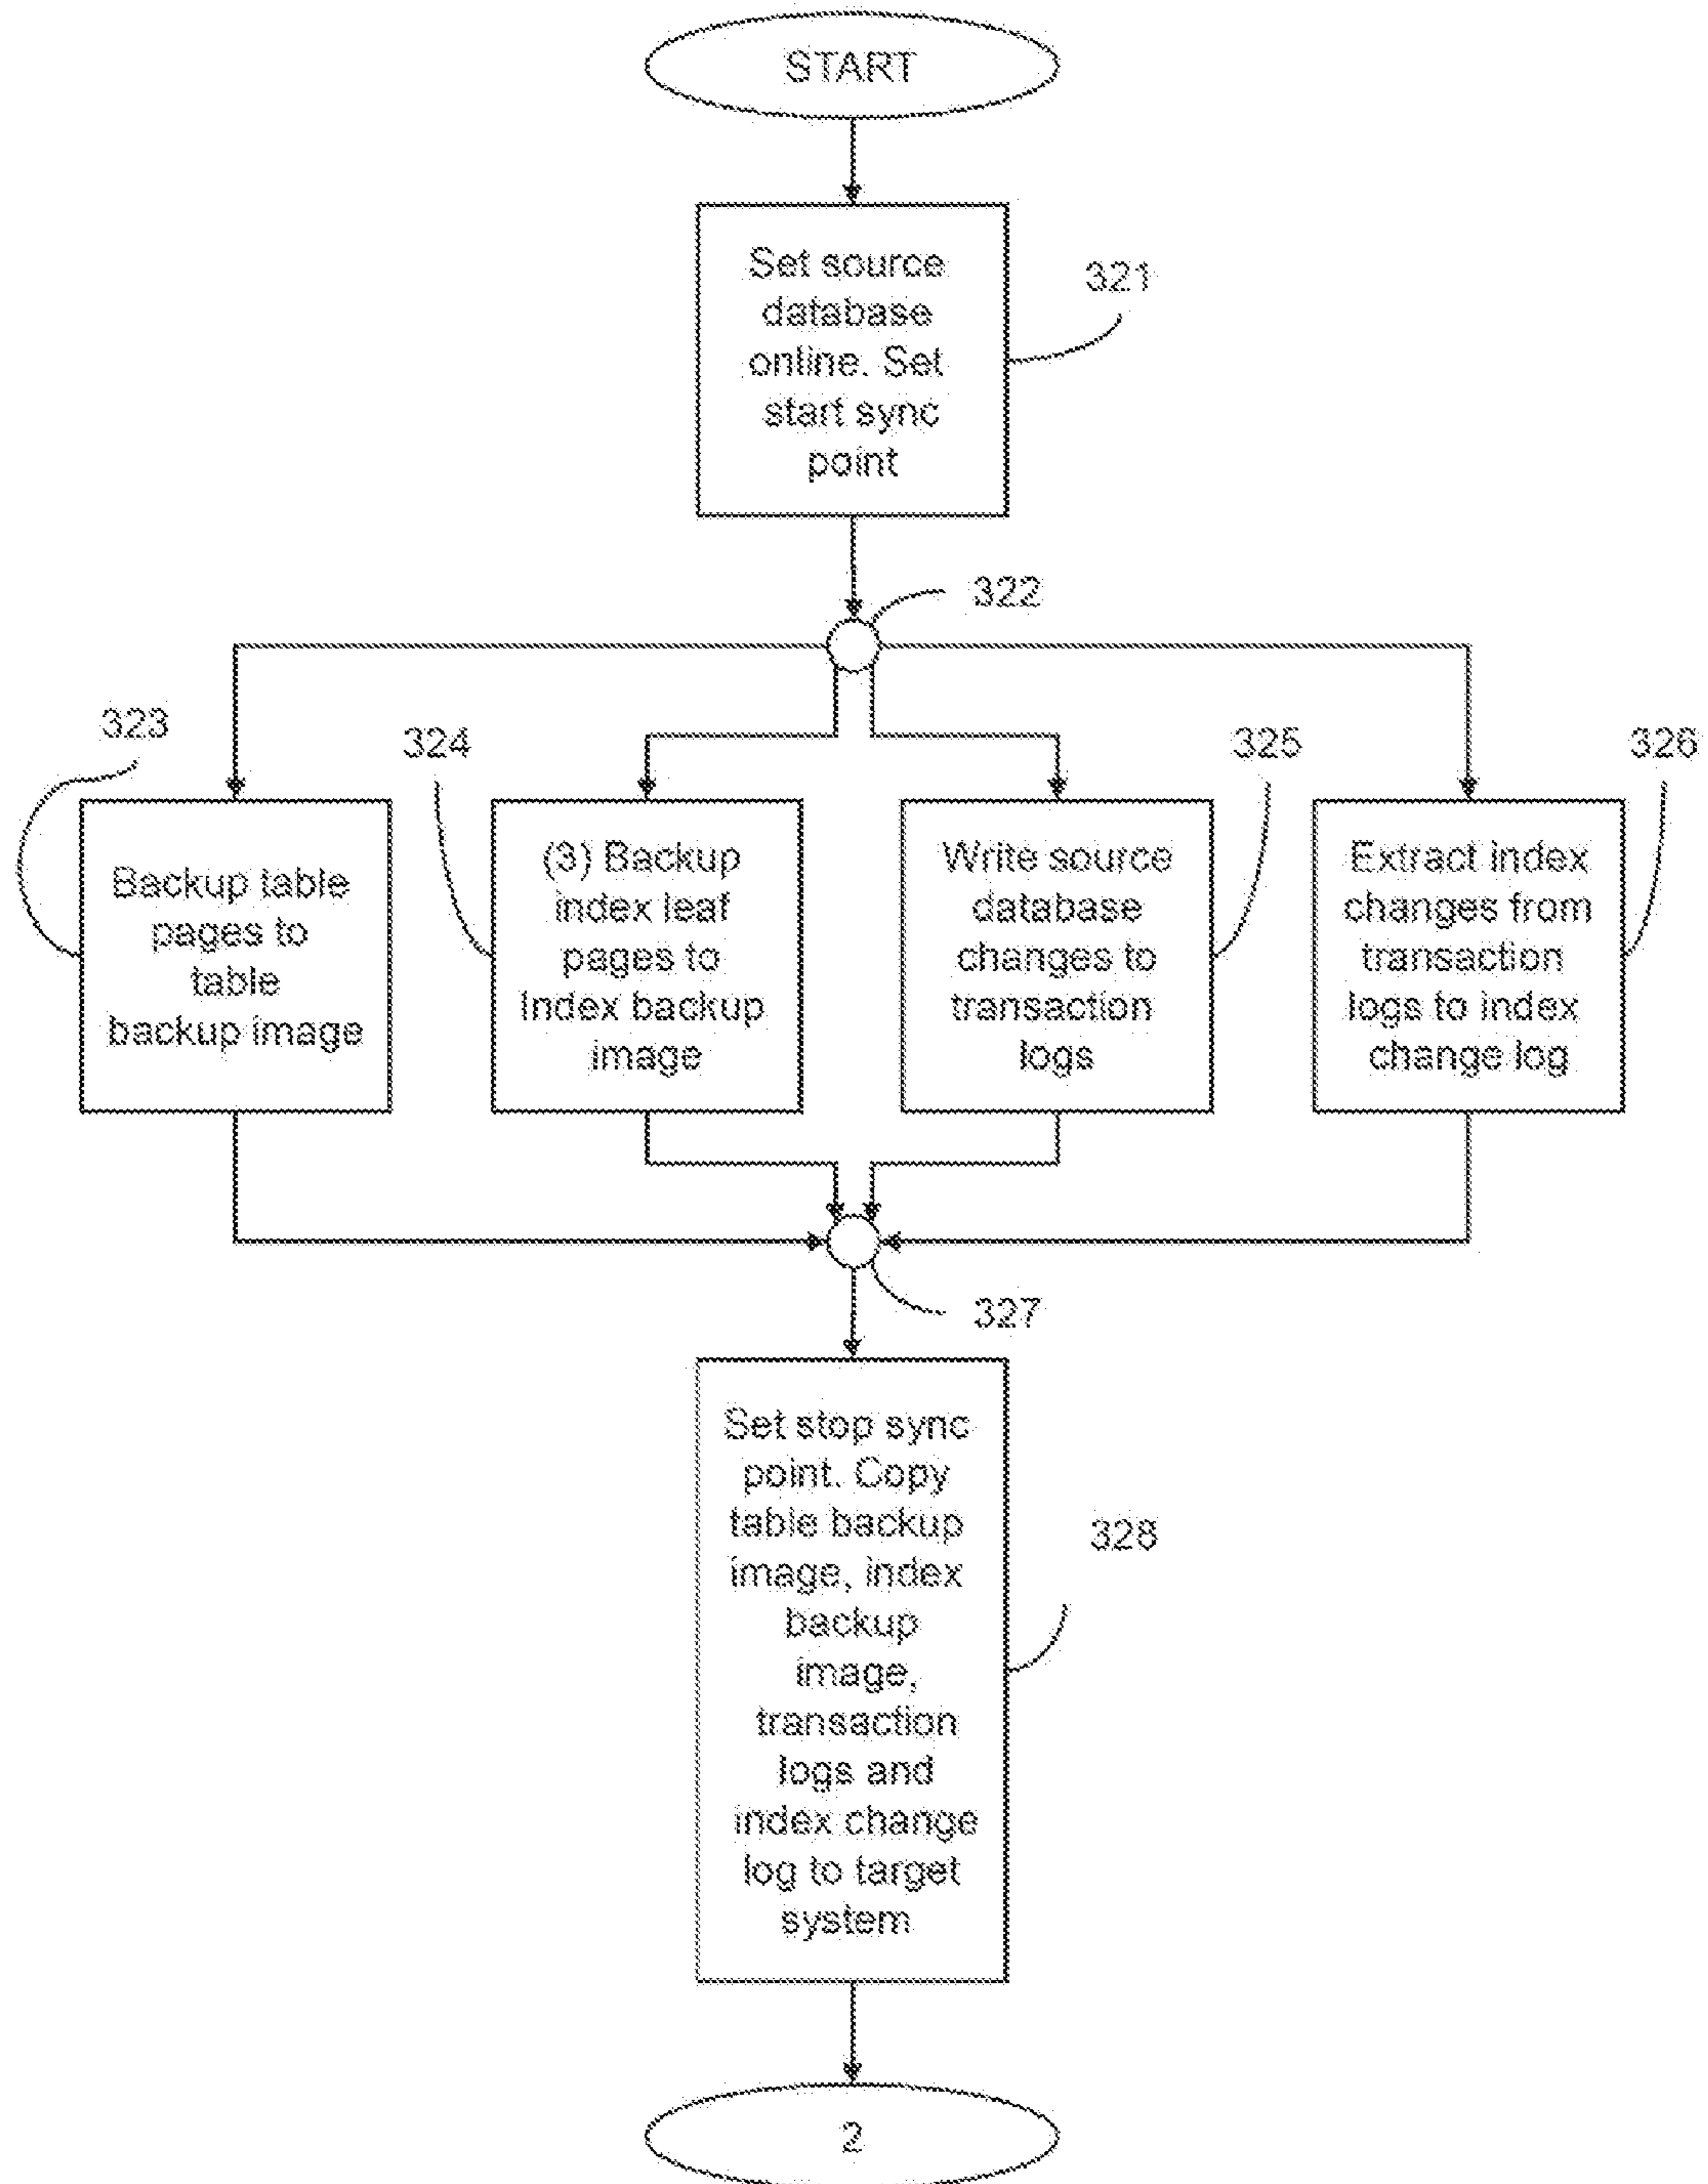 START
Set source
database
online. Set
start sync
point
321
322
323
324
325
326
Backup table
pages to
table
backup image
(3) Backup
index leaf
pages to
Index backup
image
Write source
database
changes to
transaction
logs
Extract index
changes from
transaction
logs to index
change log
327
Set stop sync
point. Copy
table backup
image, index
backup
image,
transaction
logs and
index change
log to target
system
328
2